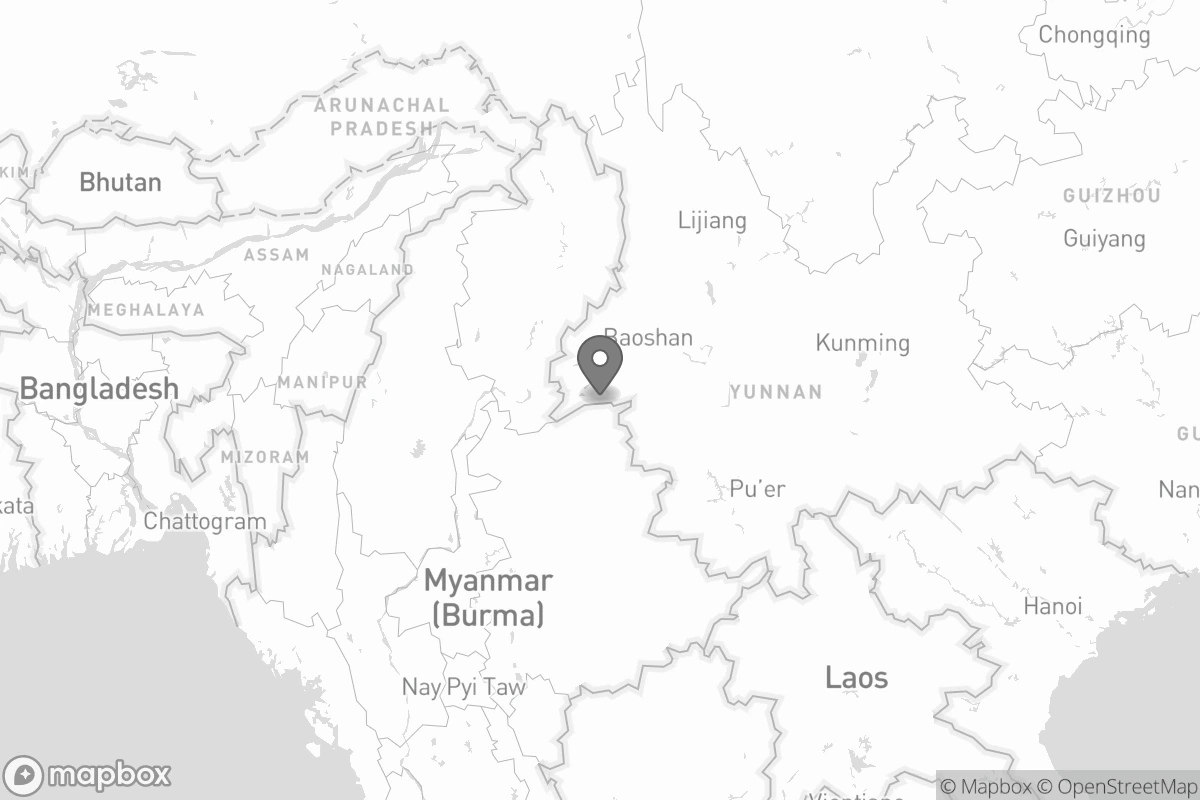 Chongqing
ARUNACHAL
PRADESH
KIM
Bhutan
GUIZHOU
Lijiang
Guiyang
ASSAM
NAGALAND
MEGHALAYA
Baoshan
Kunming
Bangladesh
MANIPUR
YUNNAN
GU
MIZORAM
Pu'er
Nan
kata
Chattogram
Myanmar
(Burma)
Hanoi
Laos
Nay Pyi Taw
mapbox
© Mapbox © OpenStreetMap